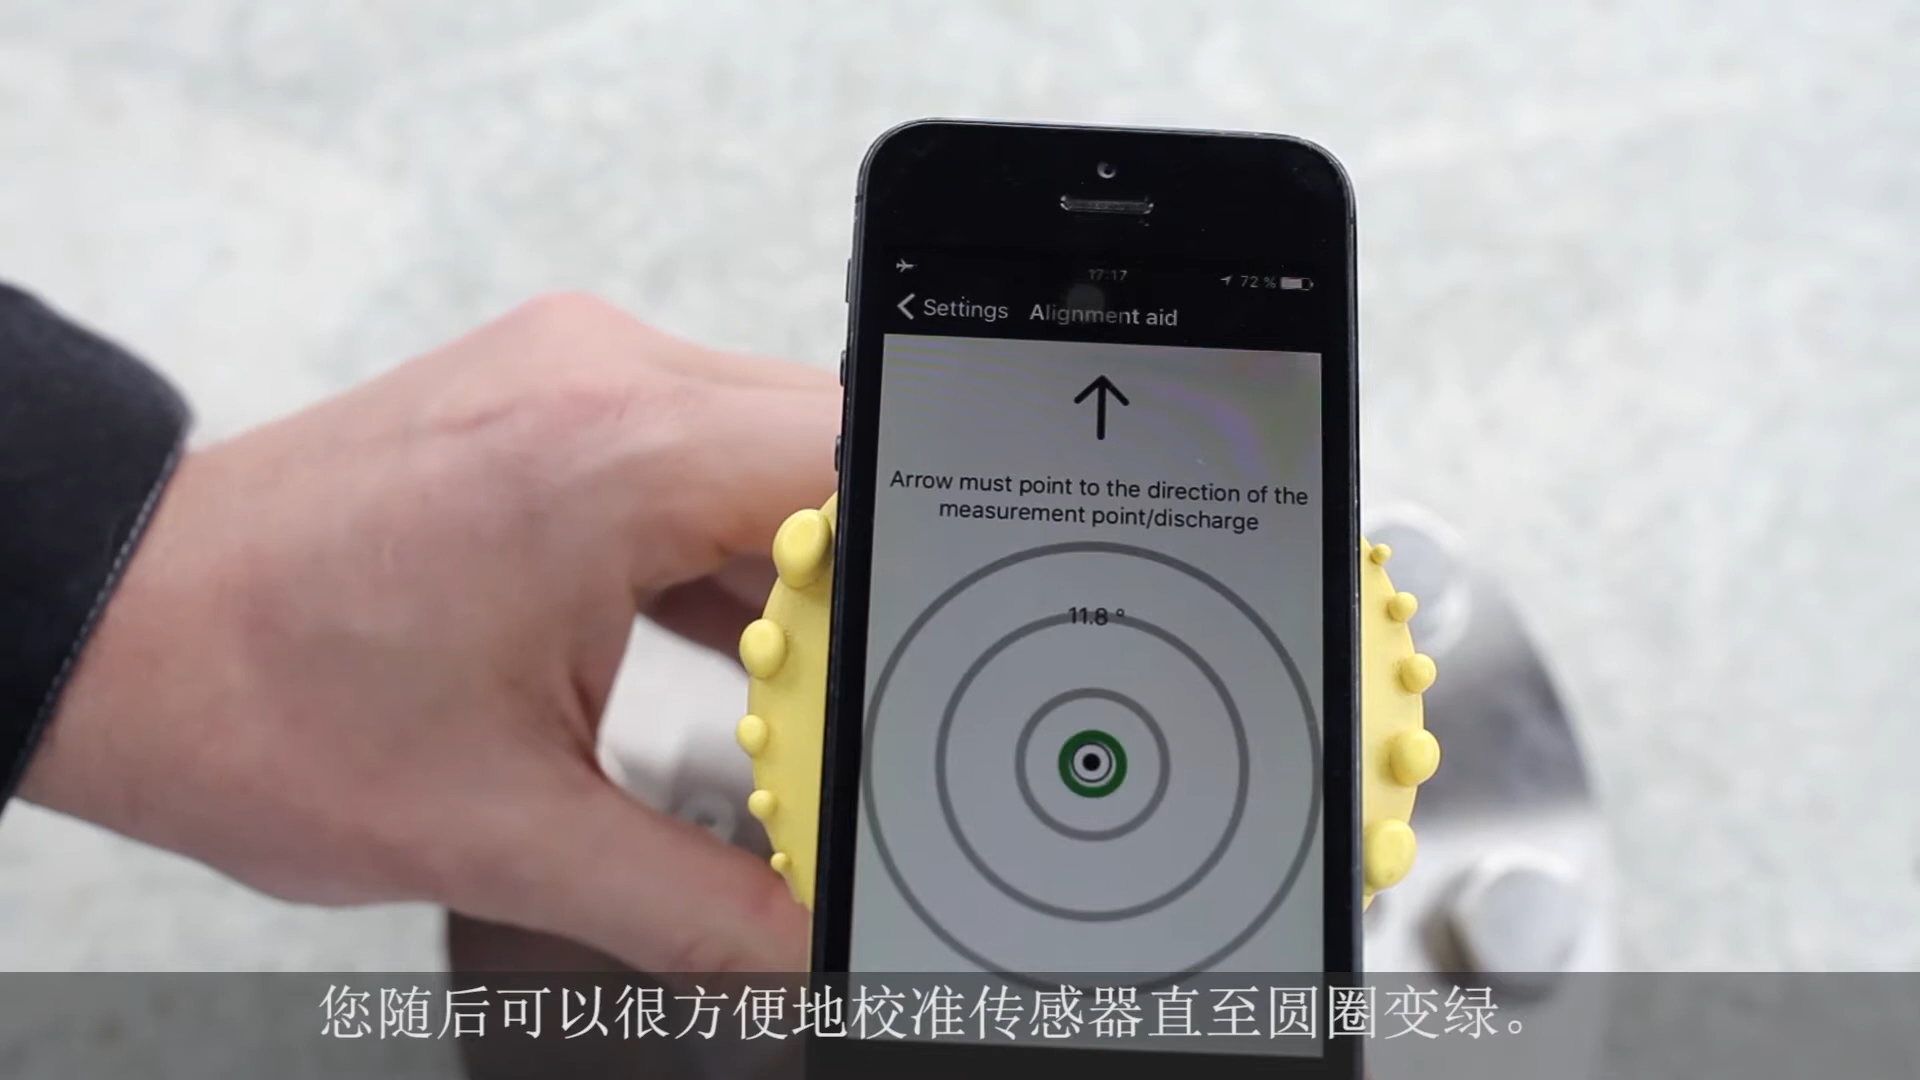 17:17
72 %
Settings Alignment aid
Arrow must point to the direction of the
measurement point/discharge
11.8 °
您随后可以很方便地校准传感器直至圆圈变绿。